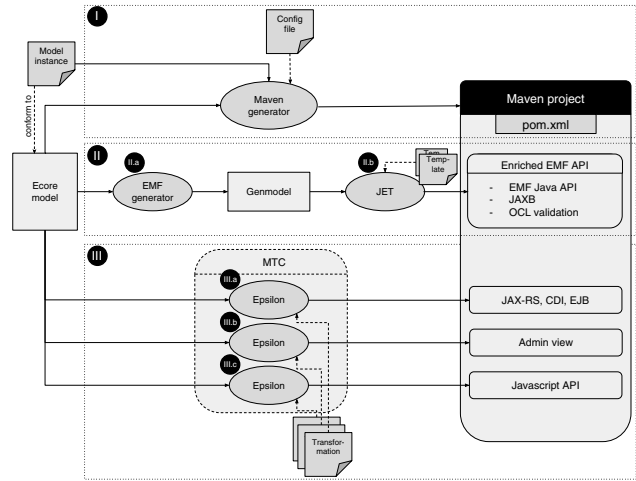 I
Config
file
Model
instance
conform to
Maven
generator
Maven project
pom.xml
II
II.a
II.b
Tem
Temp-
late
Ecore
model
EMF
generator
Genmodel
JET
Enriched EMF API
- EMF Java API
- JAXB
- OCL validation
III
MTC
III.a
Epsilon
JAX-RS, CDI, EJB
III.b
Epsilon
Admin view
III.c
Epsilon
Javascript API
Transfor-
mation